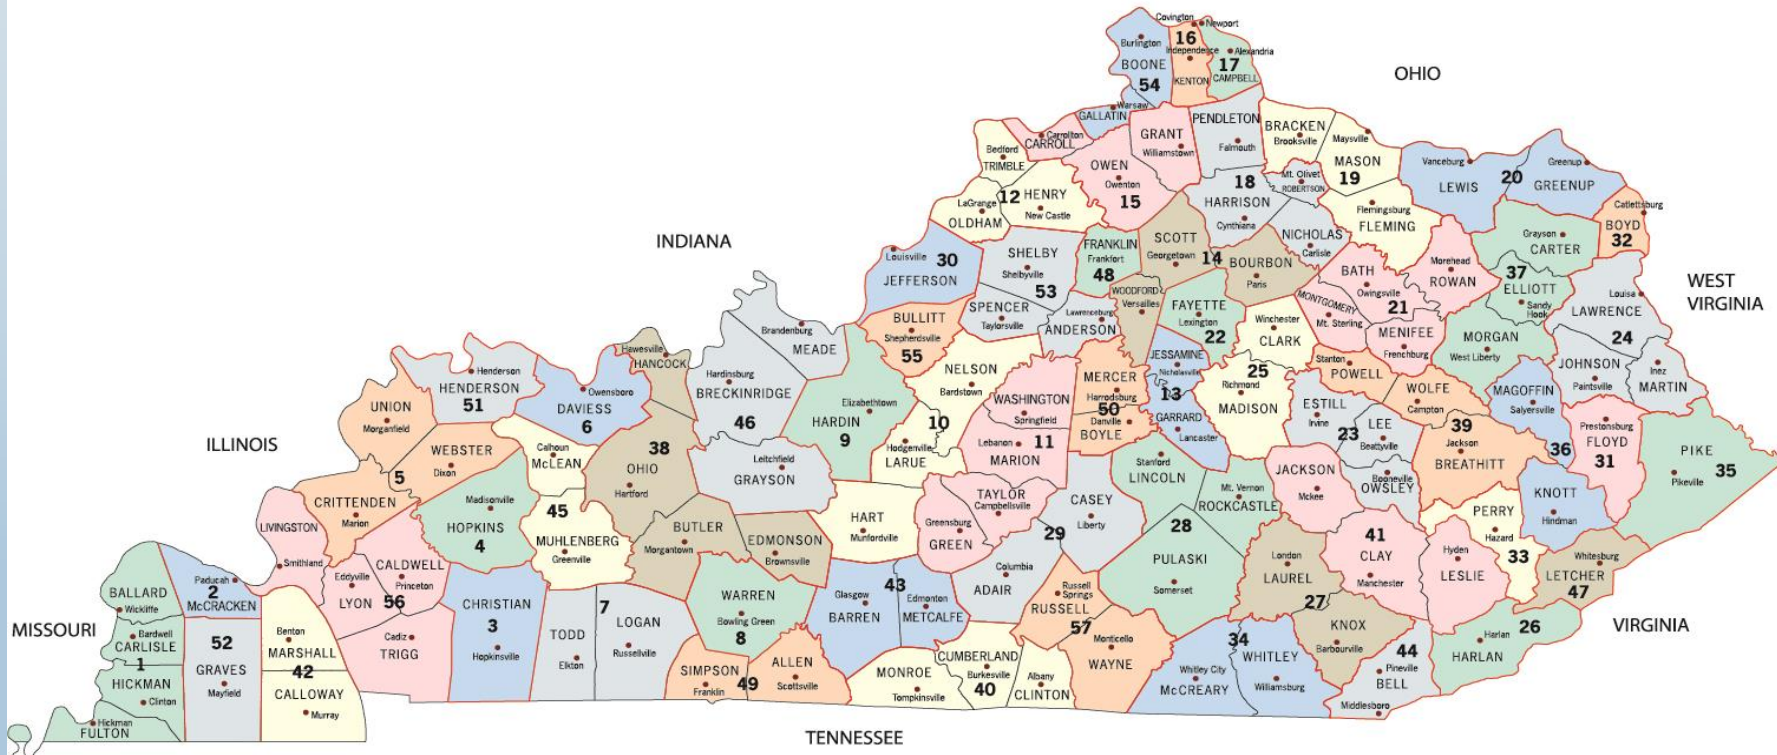 OHIO
INDIANA
ILLINOIS
MISSOURI
TENNESSEE
VIRGINIA
WEST
VIRGINIA
Covington
Newport
Burlington
BOONE
54
16
Independence
KENTON
Alexandria
17
CAMPBELL
Warsaw
GALLATIN
Carrollton
CARROLL
Bedford
TRIMBLE
GRANT
Williamstown
PENDLETON
Falmouth
BRACKEN
Brooksville
Maysville
MASON
19
Vanceburg
LEWIS
20
Greenup
GREENUP
OWEN
Owenton
15
18
HARRISON
Cynthiana
Mt. Olivet
ROBERTSON
Flemingsburg
FLEMING
Catlettsburg
BOYD
32
Grayson
CARTER
LaGrange
12
HENRY
New Castle
OLDHAM
Louisville
30
JEFFERSON
SHELBY
Shelbyville
53
FRANKLIN
Frankfort
48
SCOTT
Georgetown
14
BOURBON
Paris
NICHOLAS
Carlisle
BATH
Owingsville
21
Morehead
ROWAN
37
ELLIOTT
Sandy
Hook
Louisa
LAWRENCE
24
BULLITT
Shepherdsville
55
SPENCER
Taylorsville
Lawrenceburg
ANDERSON
WOODFORD
Versailles
FAYETTE
Lexington
22
Winchester
CLARK
MONTGOMERY
Mt. Sterling
MENIFEE
Frenchburg
MORGAN
West Liberty
JOHNSON
Paintsville
Inez
MARTIN
Brandenburg
MEADE
Hawesville
HANCOCK
Hardinsburg
BRECKINRIDGE
46
Elizabethtown
HARDIN
9
NELSON
Bardstown
10
Hodgenville
LARUE
WASHINGTON
Springfield
Lebanon
11
MARION
MERCER
Harrodsburg
50
Danville
BOYLE
JESSAMINE
Nicholasville
13
GARRARD
Lancaster
25
Richmond
MADISON
Stanton
POWELL
ESTILL
Irvine
23
LEE
Beattyville
WOLFE
Campton
39
Jackson
BREATHITT
MAGOFFIN
Salyersville
36
Prestonsburg
FLOYD
31
PIKE
35
Pikeville
Henderson
HENDERSON
51
Owensboro
DAVIESS
6
UNION
Morganfield
WEBSTER
Dixon
5
Calhoun
McLEAN
38
OHIO
Hartford
Leitchfield
GRAYSON
CRITTENDEN
Marion
Madisonville
HOPKINS
4
45
MUHLENBERG
Greenville
BUTLER
Morgantown
EDMONSON
Brownsville
HART
Munfordville
TAYLOR
Campbellsville
Greensburg
GREEN
CASEY
Liberty
29
Stanford
LINCOLN
28
Mt. Vernon
ROCKCASTLE
JACKSON
Mckee
Booneville
OWSLEY
PERRY
Hazard
33
KNOTT
Hindman
LIVINGSTON
Smithland
CALDWELL
Princeton
Eddyville
LYON
56
Cadiz
TRIGG
CHRISTIAN
3
Hopkinsville
7
TODD
Elkton
LOGAN
Russellville
WARREN
Bowling Green
8
Glasgow
BARREN
43
Edmonton
METCALFE
Columbia
ADAIR
Russell
Springs
RUSSELL
57
PULASKI
Somerset
London
LAUREL
27
41
CLAY
Manchester
Hyden
LESLIE
Whitesburg
LETCHER
47
BALLARD
Wickliffe
Paducah
2
McCRACKEN
Bardwell
CARLISLE
1
HICKMAN
Clinton
Hickman
FULTON
52
GRAVES
Mayfield
Benton
MARSHALL
42
CALLOWAY
Murray
SIMPSON
Franklin
49
ALLEN
Scottsville
MONROE
Tompkinsville
CUMBERLAND
Burkesville
40
Albany
CLINTON
Monticello
WAYNE
34
Whitley City
McCREARY
WHITLEY
Williamsburg
KNOX
Barbourville
44
Pineville
BELL
Middlesboro
Harlan
26
HARLAN